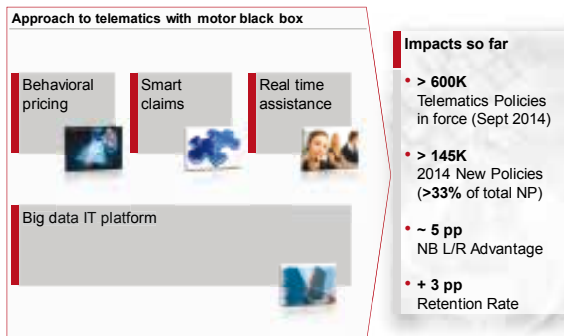 Approach to telematics with motor black box
Behavioral
pricing
Smart
claims
Real time
assistance
Big data IT platform
Impacts so far
• > 600K
Telematics Policies
in force (Sept 2014)
• > 145K
2014 New Policies
(>33% of total NP)
• ~ 5 pp
NB L/R Advantage
• + 3 pp
Retention Rate